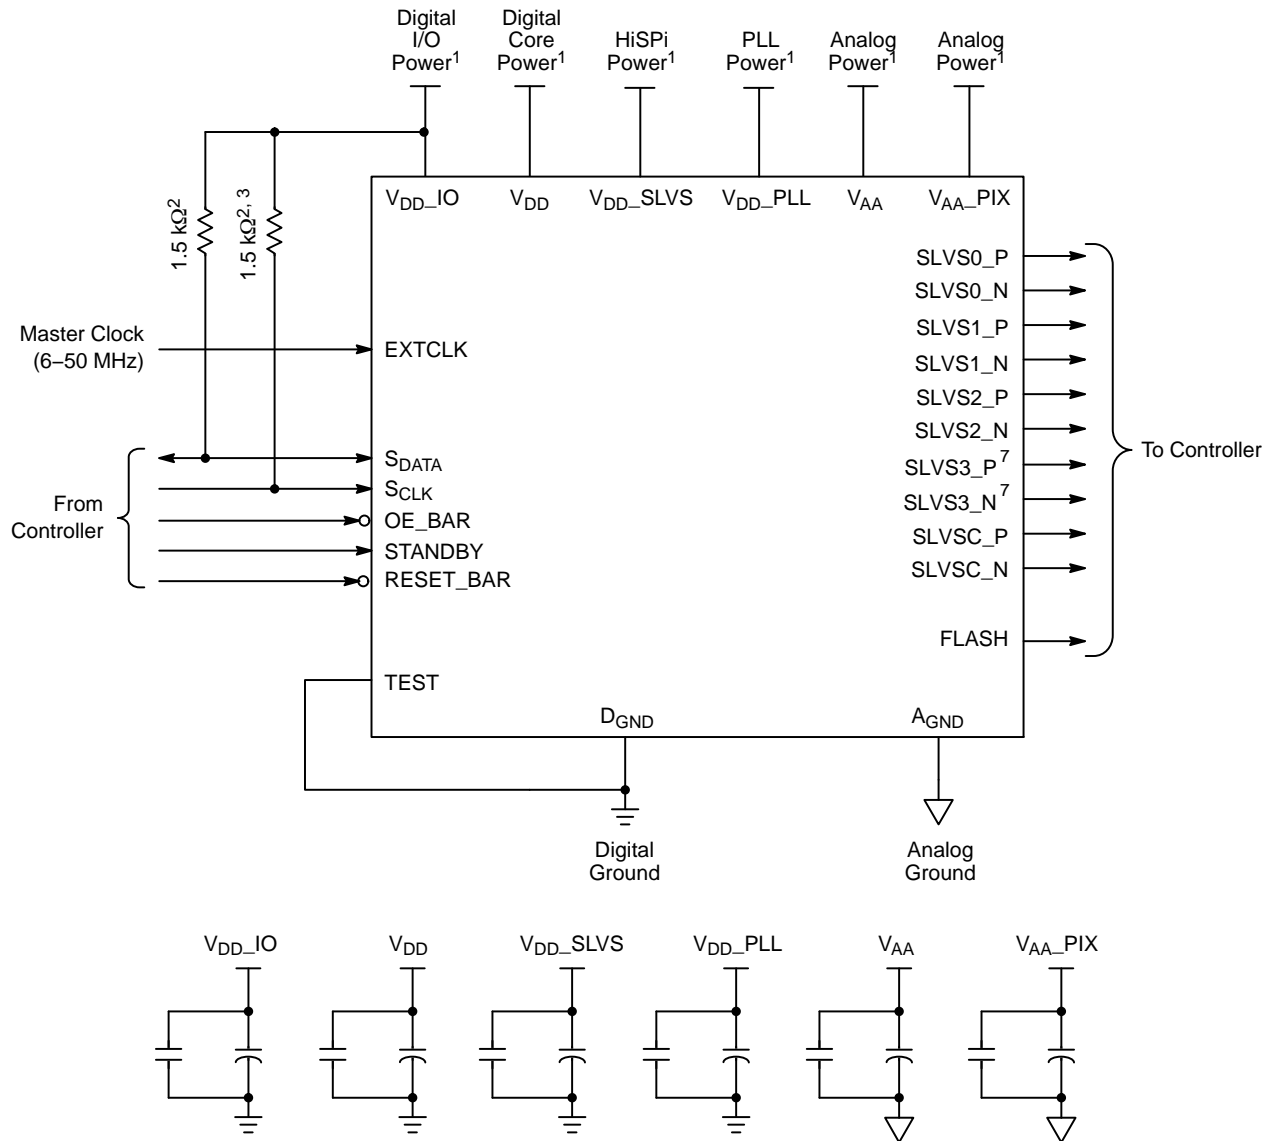 Digital
I/O
Power1
Digital
Core
Power1
HiSPi
Power1
PLL
Power1
Analog
Power1
Analog
Power1
VDD_IO
VDD
VDD_SLVS
VDD_PLL
VAA
VAA_PIX
1.5 kΩ2
1.5 kΩ2, 3
Master Clock
(6–50 MHz)
EXTCLK
From
Controller
SDATA
SCLK
OE_BAR
STANDBY
RESET_BAR
TEST
SLVS0_P
SLVS0_N
SLVS1_P
SLVS1_N
SLVS2_P
SLVS2_N
SLVS3_P7
SLVS3_N7
SLVSC_P
SLVSC_N
FLASH
To Controller
DGND
AGND
Digital
Ground
Analog
Ground
VDD_IO
VDD
VDD_SLVS
VDD_PLL
VAA
VAA_PIX